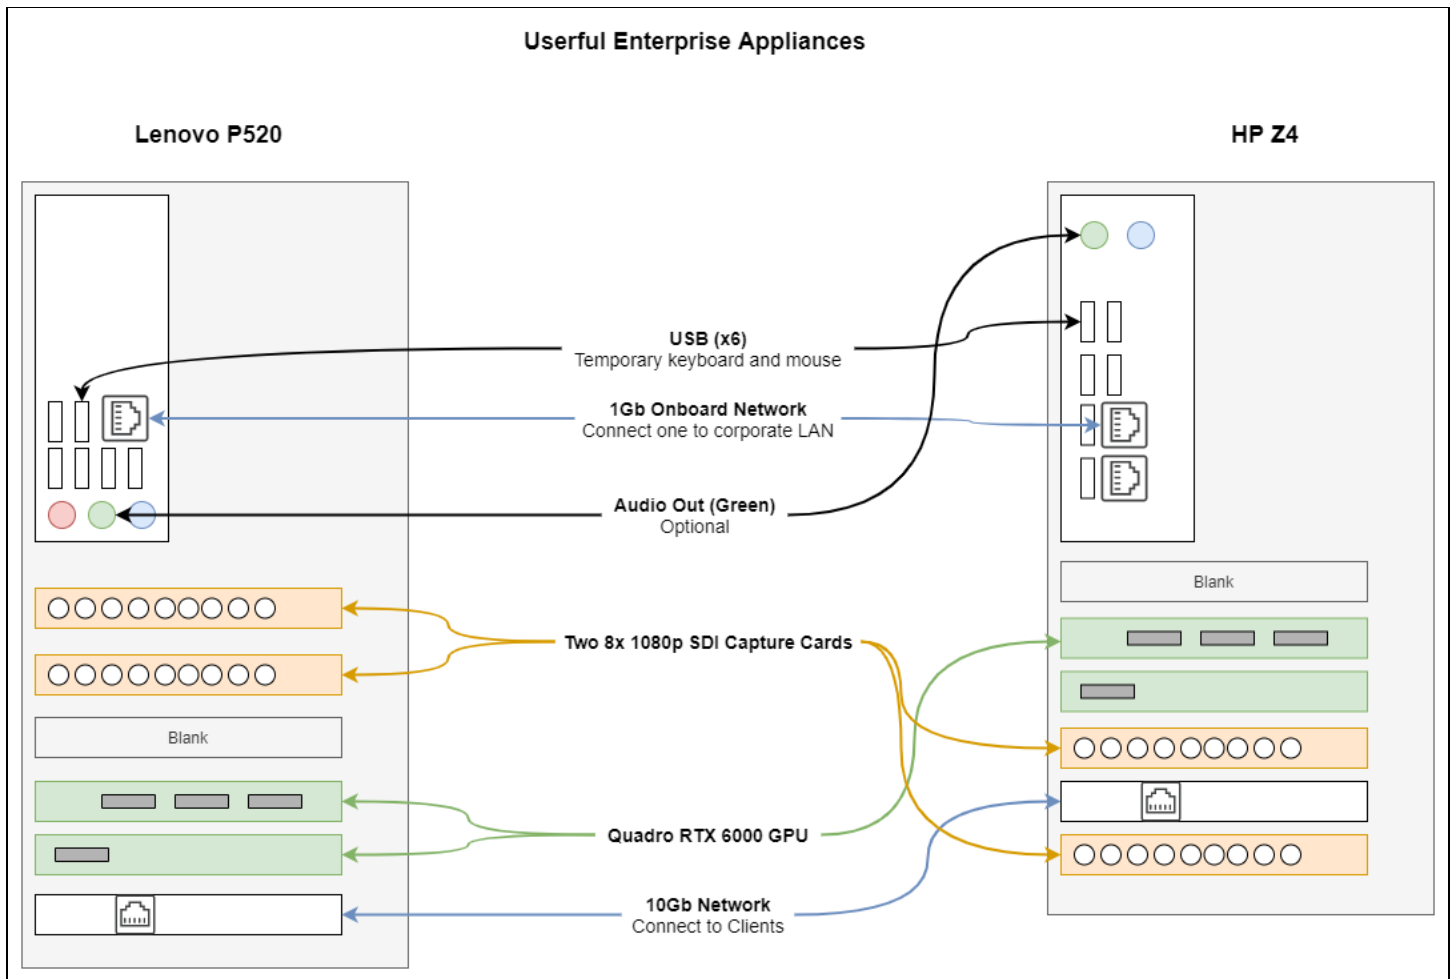 Userful Enterprise Appliances
Lenovo P520
HP Z4
USB (x6)
Temporary keyboard and mouse
1Gb Onboard Network
Connect one to corporate LAN
Audio Out (Green)
Optional
Blank
Two 8x 1080p SDI Capture Cards
Blank
Quadro RTX 6000 GPU
10Gb Network
Connect to Clients